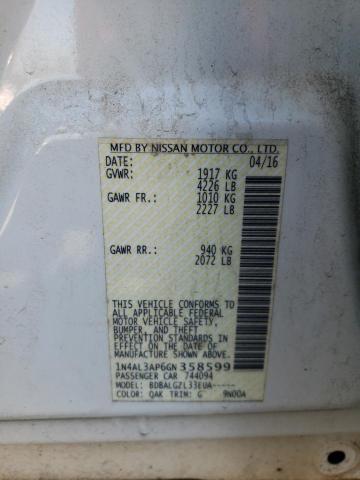 MFD BY NISSAN MOTOR CO., LTD.
DATE: 04/16
GVWR: 1917 KG
4226 LB
GAWR FR.: 1010 KG
2227 LB
GAWR RR.: 940 KG
2072 LB
THIS VEHICLE CONFORMS TO
ALL APPLICABLE FEDERAL
MOTOR VEHICLE SAFETY,
BUMPER, AND THEFT
PREVENTION STANDARDS
IN EFFECT ON THE DATE OF
MANUFACTURE SHOWN ABOVE.
1N4AL3AP6GN358599
PASSENGER CAR 744094
MODEL: BDBALGZL33EUA-----
COLOR: QAK TRIM: G 9N00A